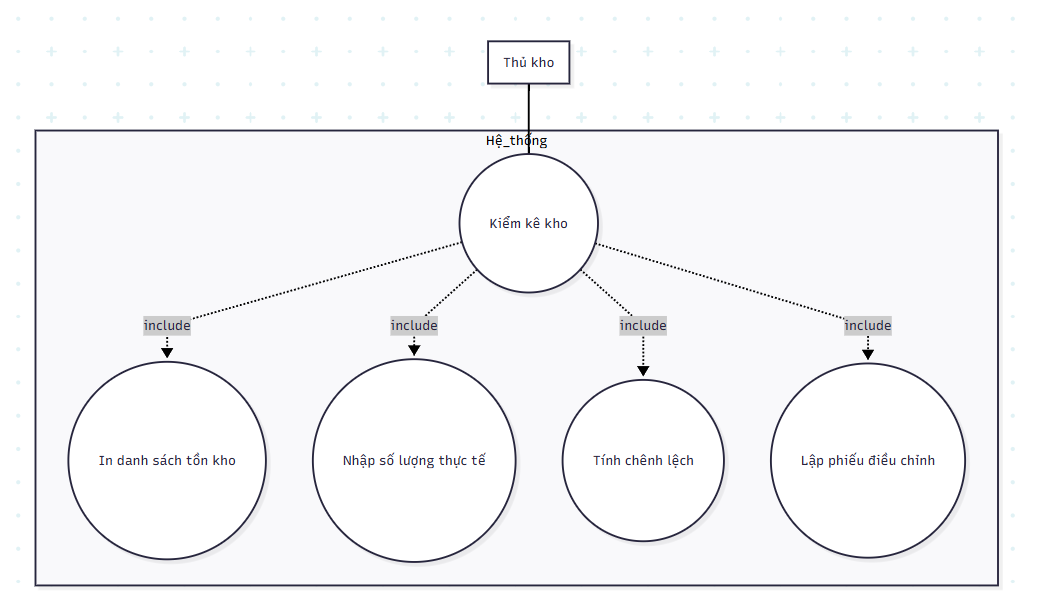 Thủ kho
Hệ_thống
Kiểm kê kho
include
include
include
include
In danh sách tồn kho
Nhập số lượng thực tế
Tính chênh lệch
Lập phiếu điều chỉnh